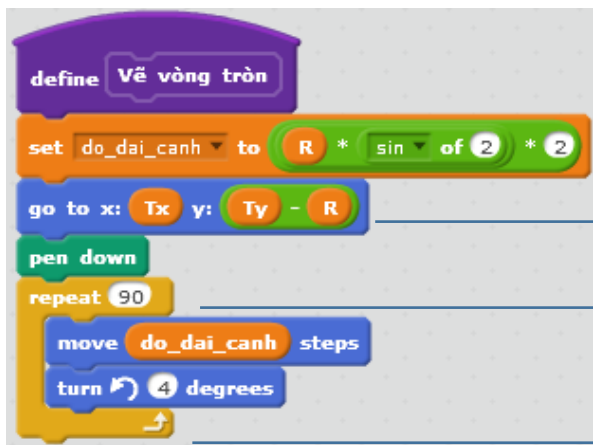 define Vẽ vòng tròn
set do_dai_canh to R * sin of 2 * 2
go to x: Tx y: Ty - R
pen down
repeat 90
move do_dai_canh steps
turn 4 degrees